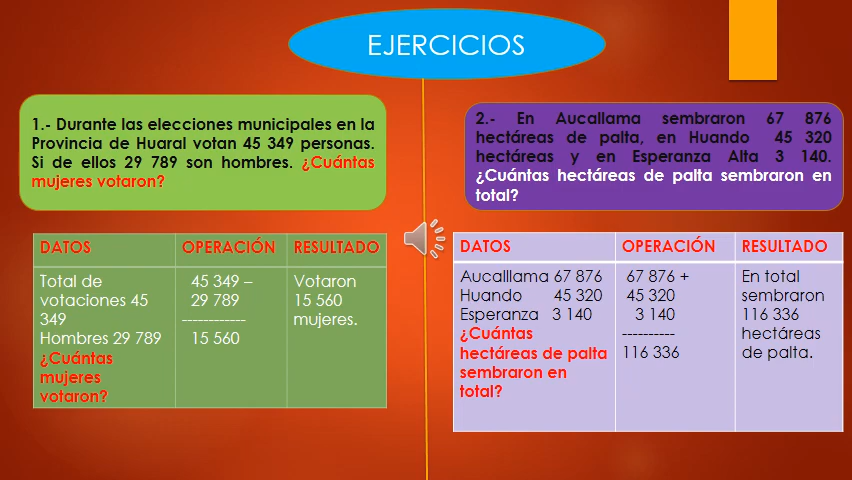 EJERCICIOS
1.- Durante las elecciones municipales en la
Provincia de Huaral votan 45 349 personas.
Si de ellos 29 789 son hombres. ¿Cuántas
mujeres votaron?
2.- En Aucallama sembraron 67 876
hectáreas de palta, en Huando 45 320
hectáreas y en Esperanza Alta 3 140.
¿Cuántas hectáreas de palta sembraron en
total?
DATOS OPERACIÓN RESULTADO
Total de
votaciones 45
349
Hombres 29 789
¿Cuántas
mujeres
votaron?
45 349 –
29 789
------------
15 560
Votaron
15 560
mujeres.
DATOS OPERACIÓN RESULTADO
Aucalllama 67 876
Huando 45 320
Esperanza 3 140
¿Cuántas
hectáreas de palta
sembraron en
total?
67 876 +
45 320
3 140
----------
116 336
En total
sembraron
116 336
hectáreas
de palta.